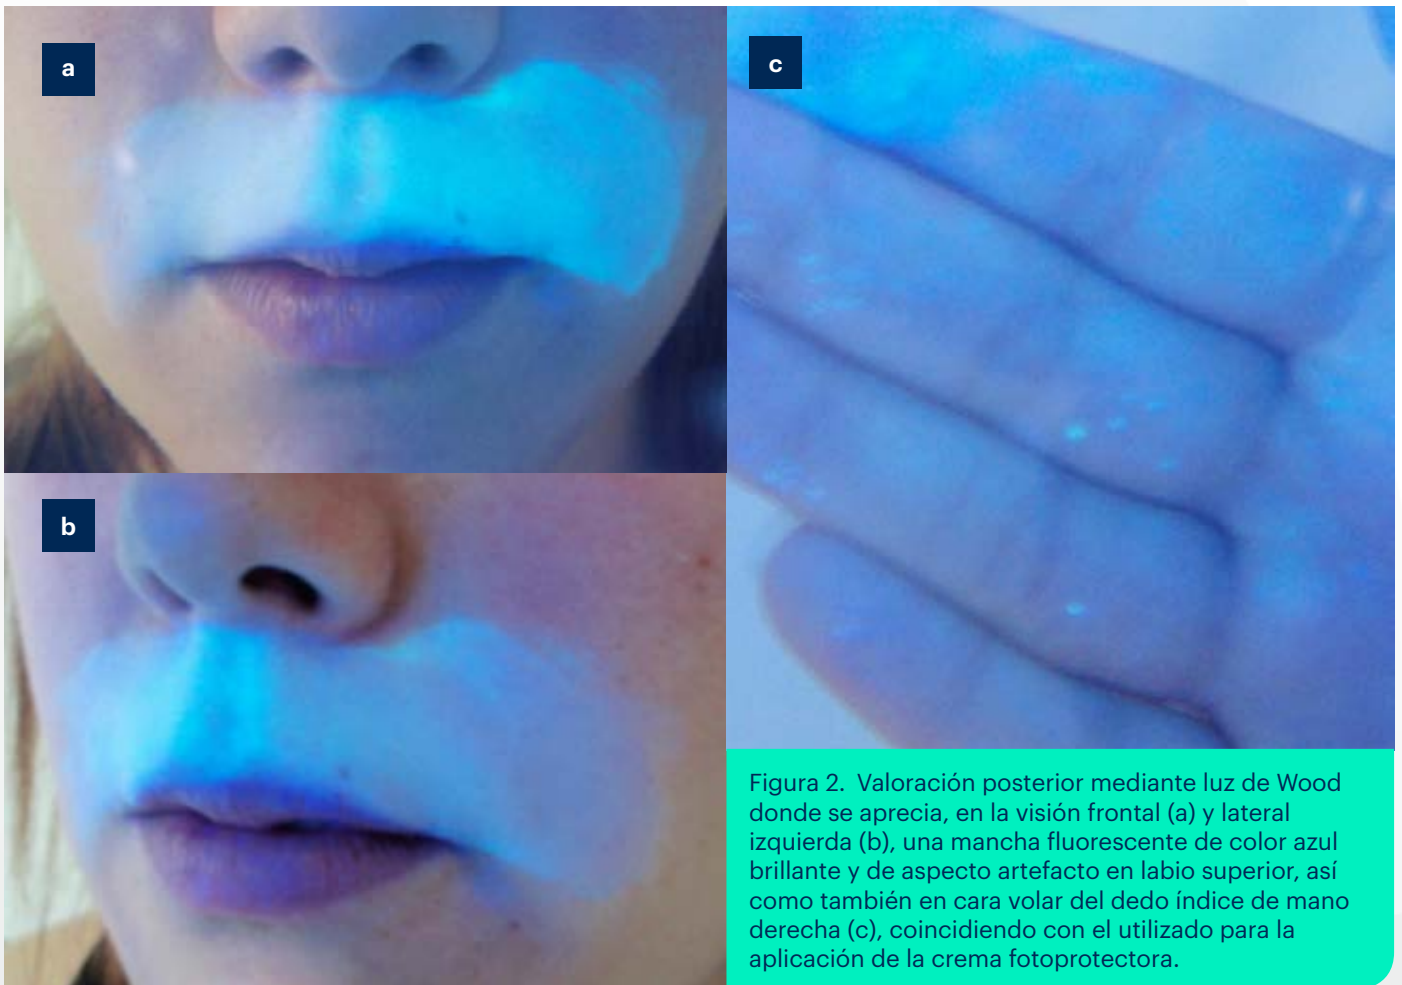 a
c
b
Figura 2. Valoración posterior mediante luz de Wood
donde se aprecia, en la visión frontal (a) y lateral
izquierda (b), una mancha fluorescente de color azul
brillante y de aspecto artefacto en labio superior, así
como también en cara volar del dedo índice de mano
derecha (c), coincidiendo con el utilizado para la
aplicación de la crema fotoprotectora.